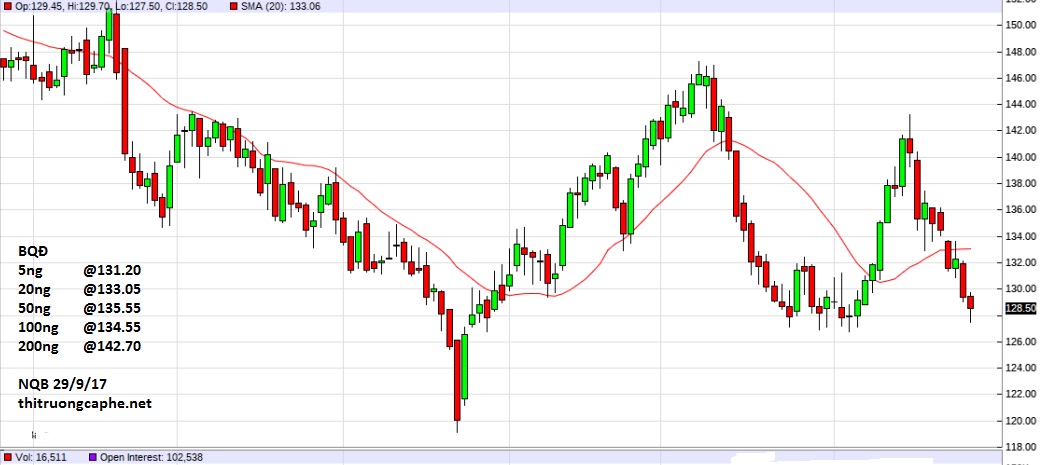 Op:129.45, Hi:129.70, Lo:127.50, Cl:128.50 SMA (20): 133.06
150.00
148.00
146.00
144.00
142.00
140.00
138.00
136.00
134.00
132.00
130.00
128.50
126.00
124.00
122.00
120.00
118.00
BQĐ
5ng @131.20
20ng @133.05
50ng @135.55
100ng @134.55
200ng @142.70
NQB 29/9/17
thitruongcaphe.net
Vol: 16,511 Open Interest: 102,538